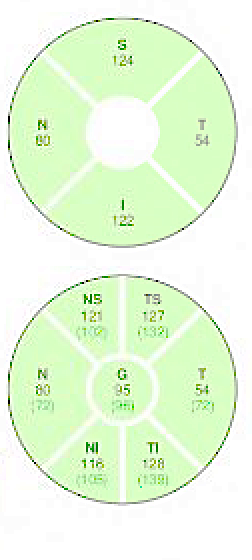 S
124
N
80
T
54
I
122
NS
121
(102)
TS
127
(132)
N
80
(72)
G
95
(96)
T
54
(72)
NI
116
(105)
TI
128
(139)